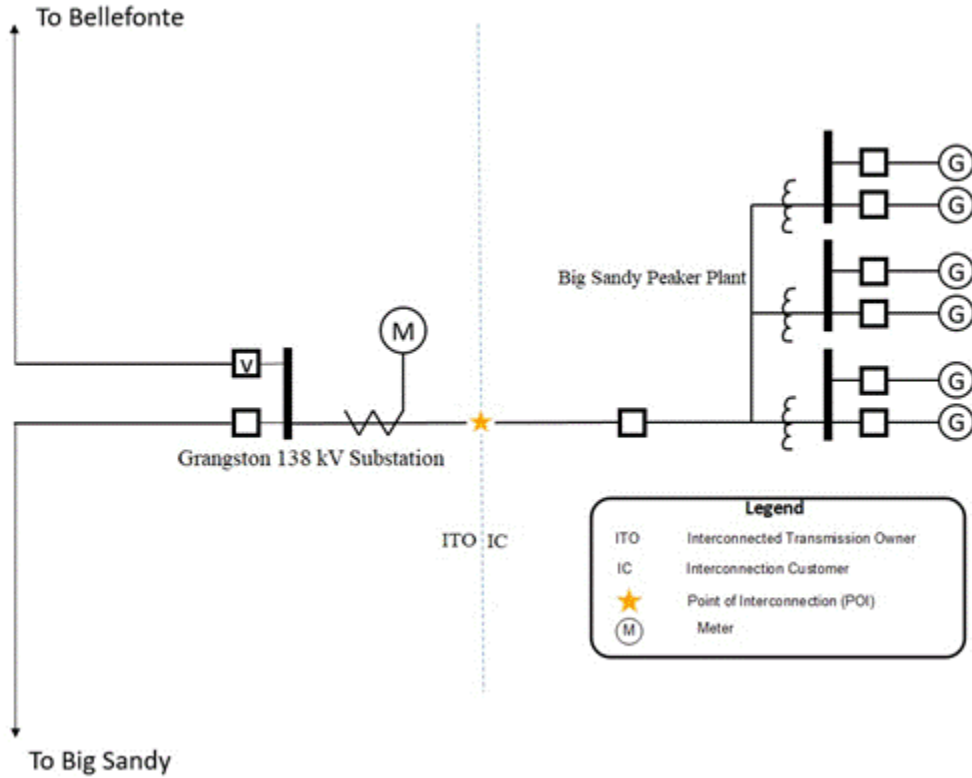 To Bellefonte
G
G
Big Sandy Peaker Plant
G
G
M
V
G
G
Grangston 138 kV Substation
ITO IC
Legend
ITO Interconnected Transmission Owner
IC Interconnection Customer
Point of Interconnection (POI)
M Meter
To Big Sandy